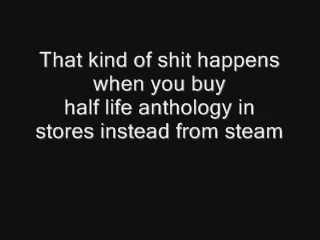 That kind of shit happens
when you buy
half life anthology in
stores instead from steam